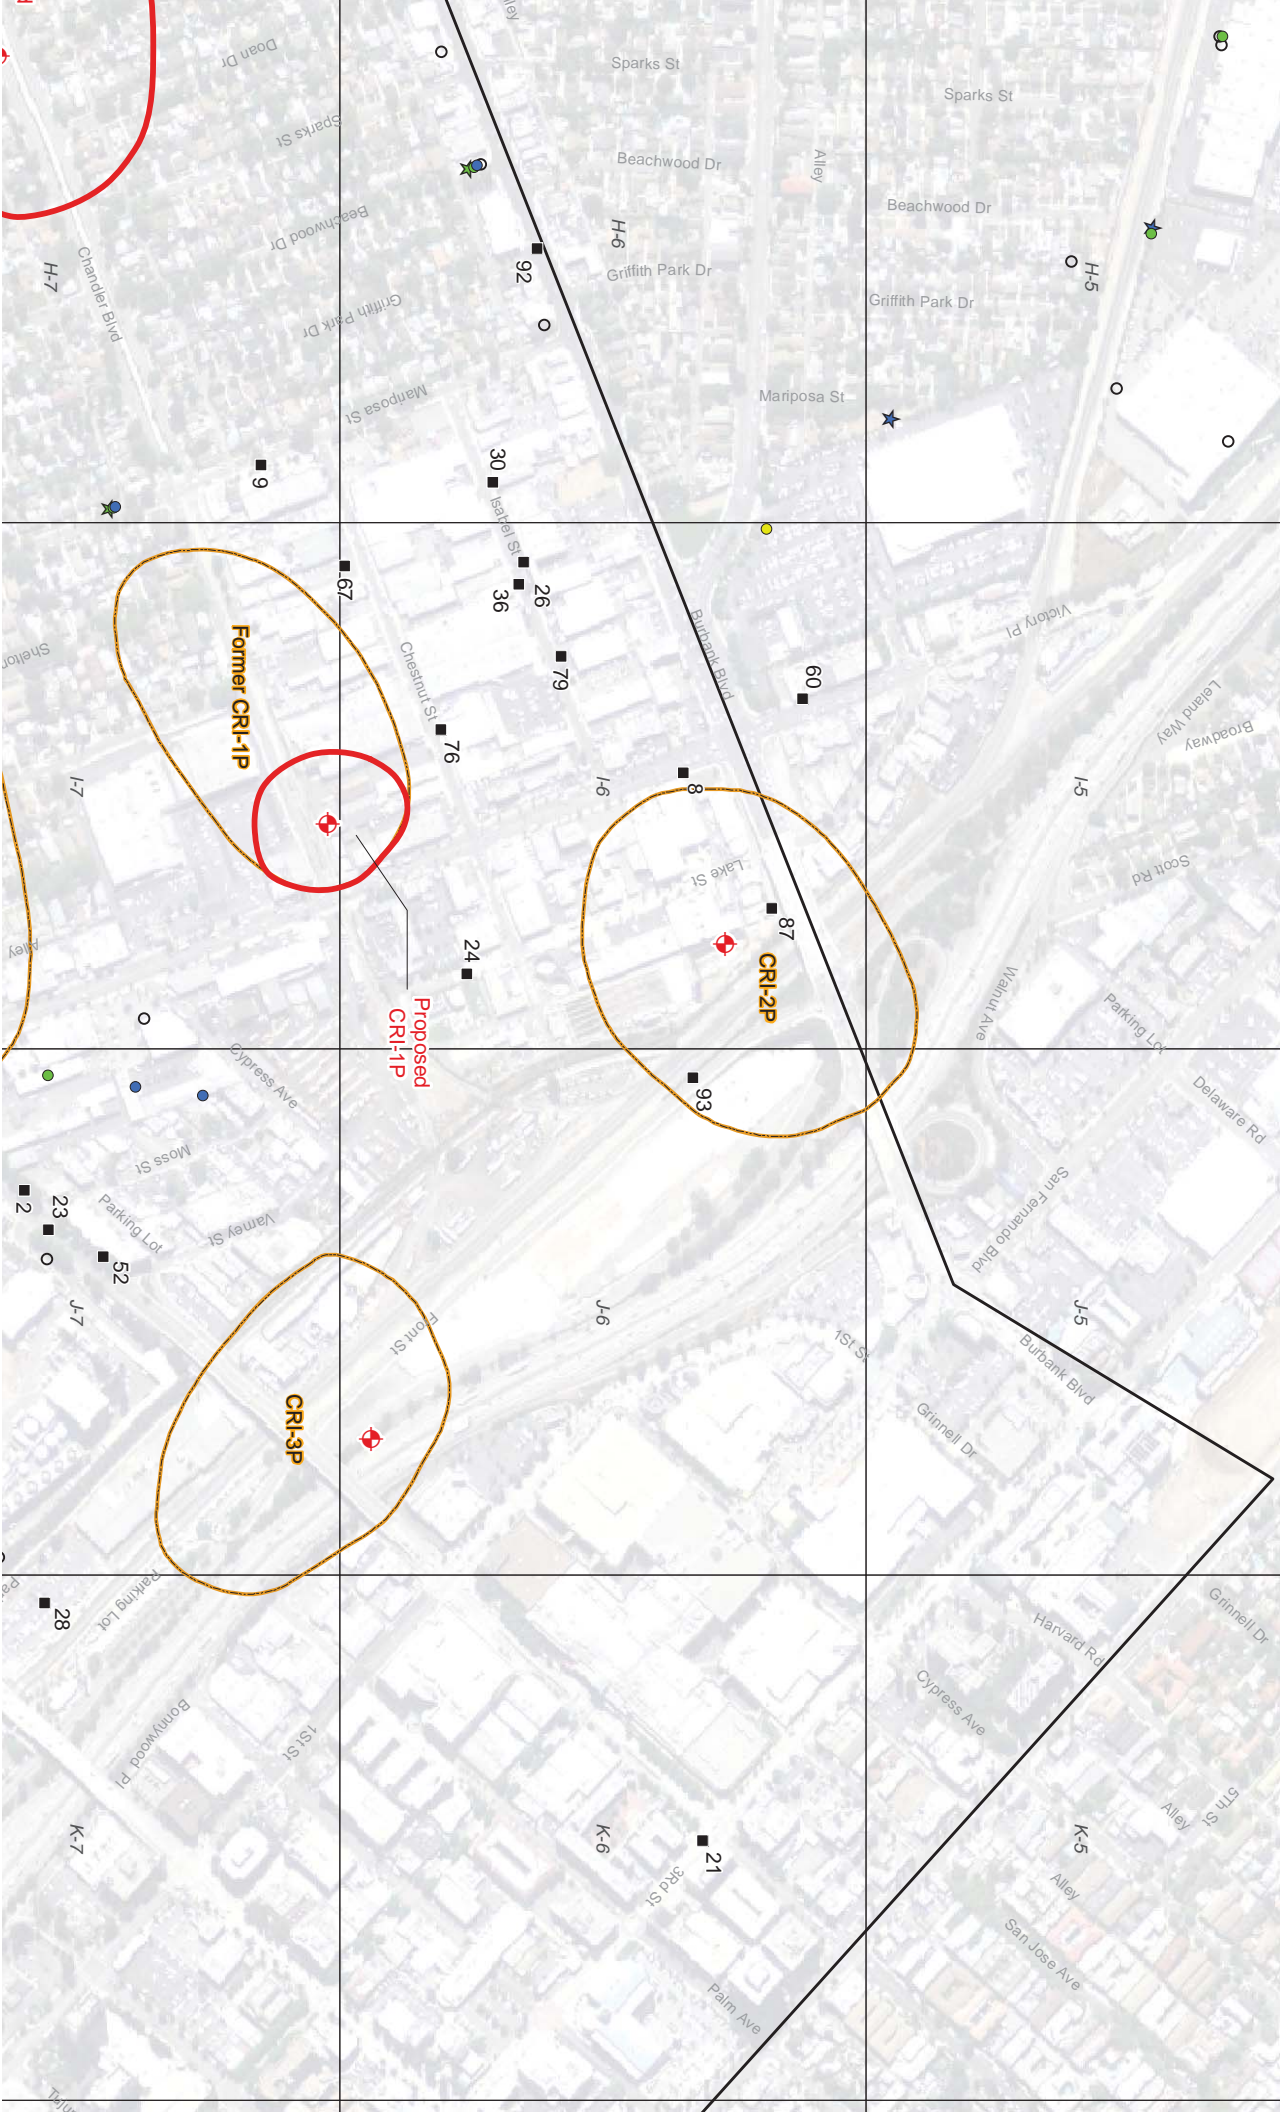 Doan Dr
Sparks St
Sparks St
Sparks St
Beachwood Dr
Alley
Beachwood Dr
Beachwood Dr
H-6
H-7
H-5
92
Griffith Park Dr
Griffith Park Dr
Griffith Park Dr
Chandler Blvd
Mariposa St
Mariposa St
9
30
Isabel St
67
26
36
Burbank Blvd
Victory Pl
Leland Way
Broadway
Former CRI-1P
Chestnut St
79
60
76
I-7
I-6
I-5
8
Lake St
Scott Rd
87
CRI-2P
Alley
24
Proposed
CRI-1P
Walnut Ave
Parking Lot
Cypress Ave
93
Delaware Rd
Moss St
San Fernando Blvd
2
23
Parking Lot
Varney St
52
J-7
J-6
J-5
Front St
1St St
Burbank Blvd
CRI-3P
Grinnell Dr
28
Parking Lot
Grinnell Dr
Harvard Rd
Bonnywood Pl
1St St
Cypress Ave
K-7
K-6
K-5
21
3Rd St
Alley
5Th St
Alley
San Jose Ave
Palm Ave